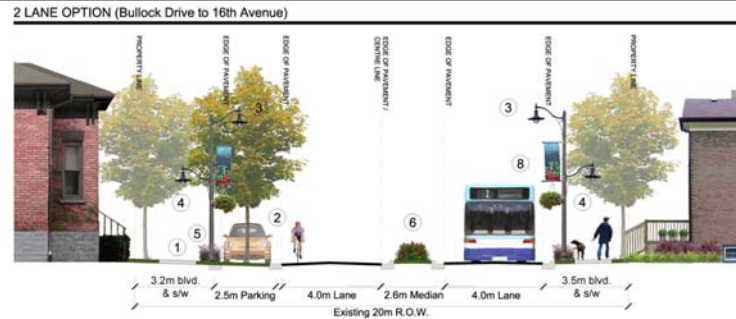 2 LANE OPTION (Bullock Drive to 16th Avenue)
PROPERTY LINE
EDGE OF PAVEMENT
EDGE OF PAVEMENT
EDGE OF PAVEMENT /
CENTRE LINE
EDGE OF PAVEMENT
EDGE OF PAVEMENT
PROPERTY LINE
3
3
8
4
4
2
5
6
1
3.2m blvd.
& s/w
2.5m Parking
4.0m Lane
2.6m Median
4.0m Lane
3.5m blvd.
& s/w
Existing 20m R.O.W.